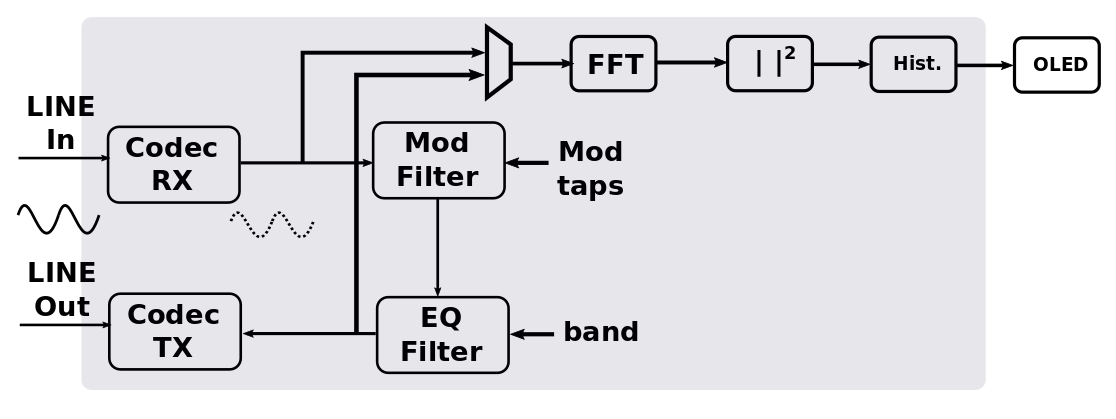 FFT
| |²
Hist.
OLED
LINE
In
Codec
RX
Mod
Filter
Mod
taps
LINE
Out
Codec
TX
EQ
Filter
band